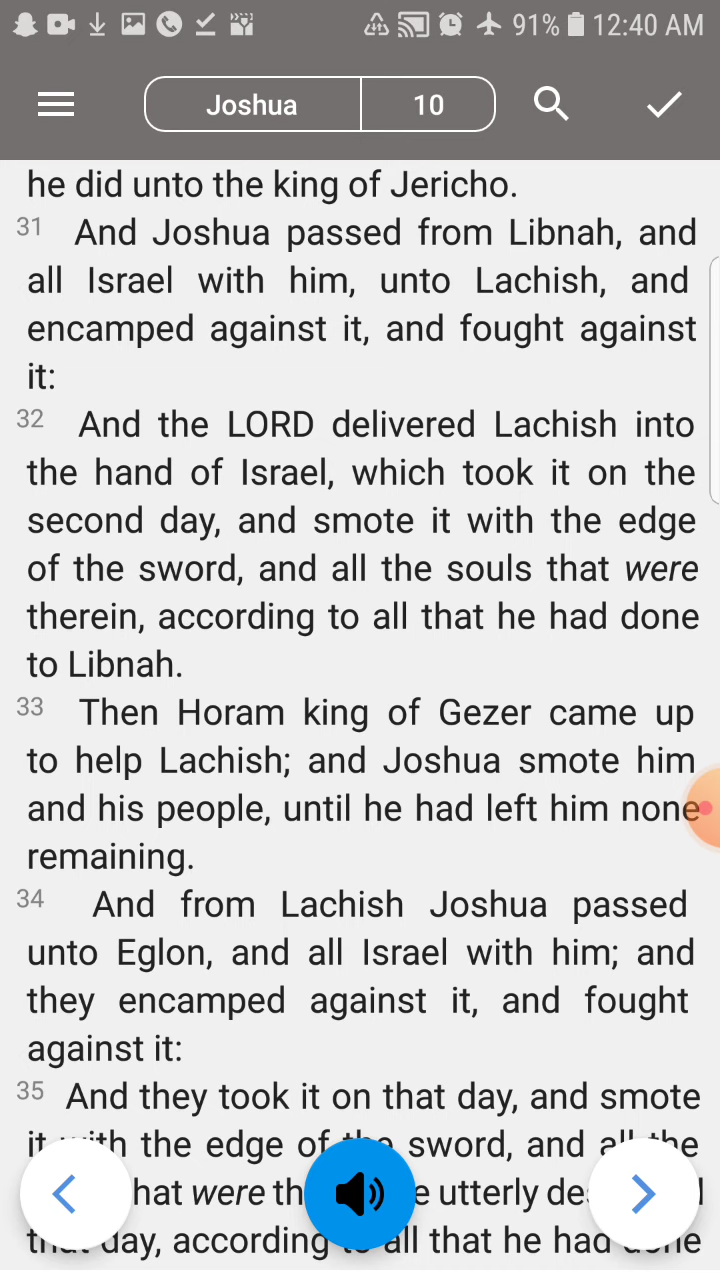 91% 12:40 AM
Joshua 10
he did unto the king of Jericho.
31 And Joshua passed from Libnah, and
all Israel with him, unto Lachish, and
encamped against it, and fought against
it:
32 And the LORD delivered Lachish into
the hand of Israel, which took it on the
second day, and smote it with the edge
of the sword, and all the souls that were
therein, according to all that he had done
to Libnah.
33 Then Horam king of Gezer came up
to help Lachish; and Joshua smote him
and his people, until he had left him none
remaining.
34 And from Lachish Joshua passed
unto Eglon, and all Israel with him; and
they encamped against it, and fought
against it:
35 And they took it on that day, and smote
it with the edge of the sword, and all the
hat were th e utterly de
that day, according to all that he had done